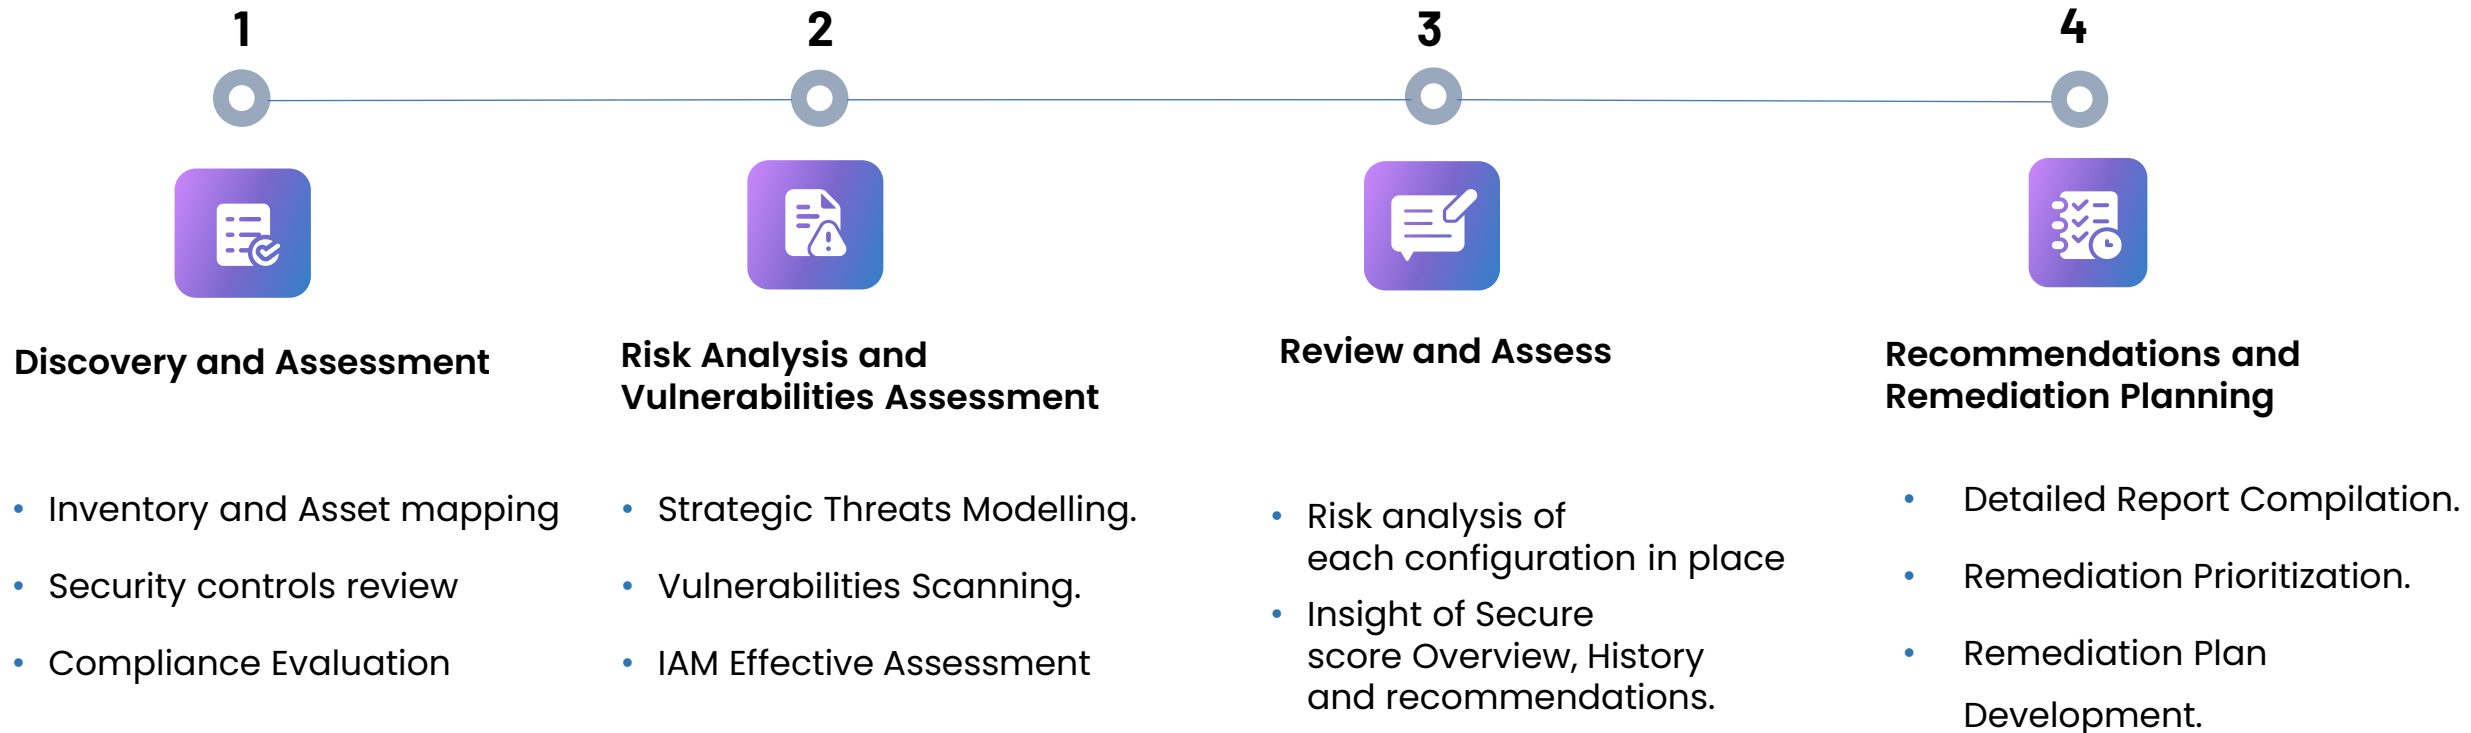 1
2
3
4
Discovery and Assessment
• Inventory and Asset mapping
• Security controls review
• Compliance Evaluation
Risk Analysis and
Vulnerabilities Assessment
• Strategic Threats Modelling.
• Vulnerabilities Scanning.
• IAM Effective Assessment
Review and Assess
• Risk analysis of
each configuration in place
• Insight of Secure
score Overview, History
and recommendations.
Recommendations and
Remediation Planning
• Detailed Report Compilation.
• Remediation Prioritization.
• Remediation Plan
Development.